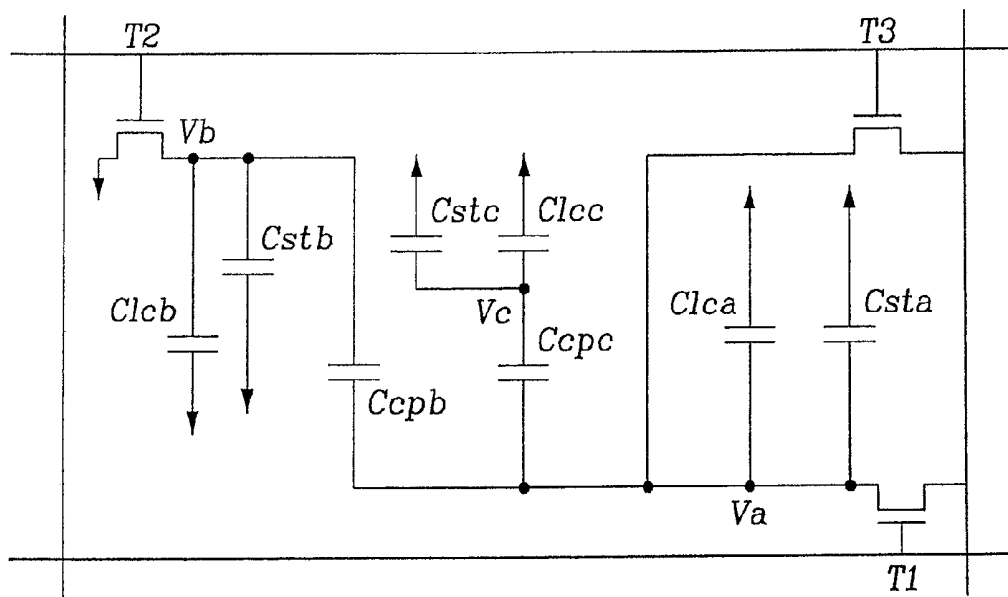 T2
T3
Vb
Cstc
Clcc
Cstb
Clcb
Vc
Clca
Csta
Ccpc
Ccpb
Va
T1